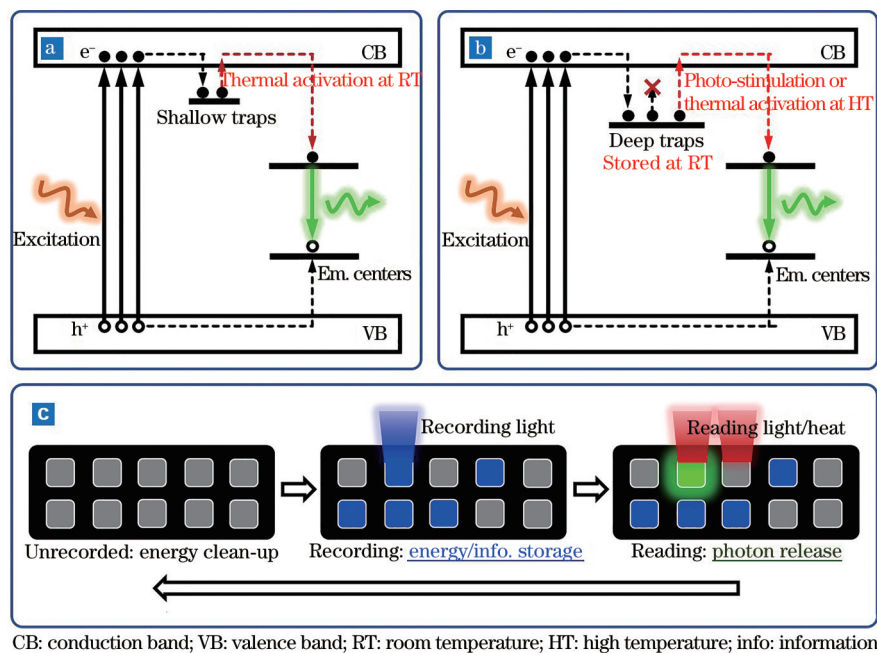 a
e⁻
CB
Thermal activation at RT
Shallow traps
Excitation
Em. centers
h⁺
VB
b
e⁻
CB
Photo-stimulation or
thermal activation at HT
Deep traps
Stored at RT
Excitation
Em. centers
h⁺
VB
c
Recording light
Reading light/heat
Unrecorded: energy clean-up
Recording: energy/info. storage
Reading: photon release
CB: conduction band; VB: valence band; RT: room temperature; HT: high temperature; info: information